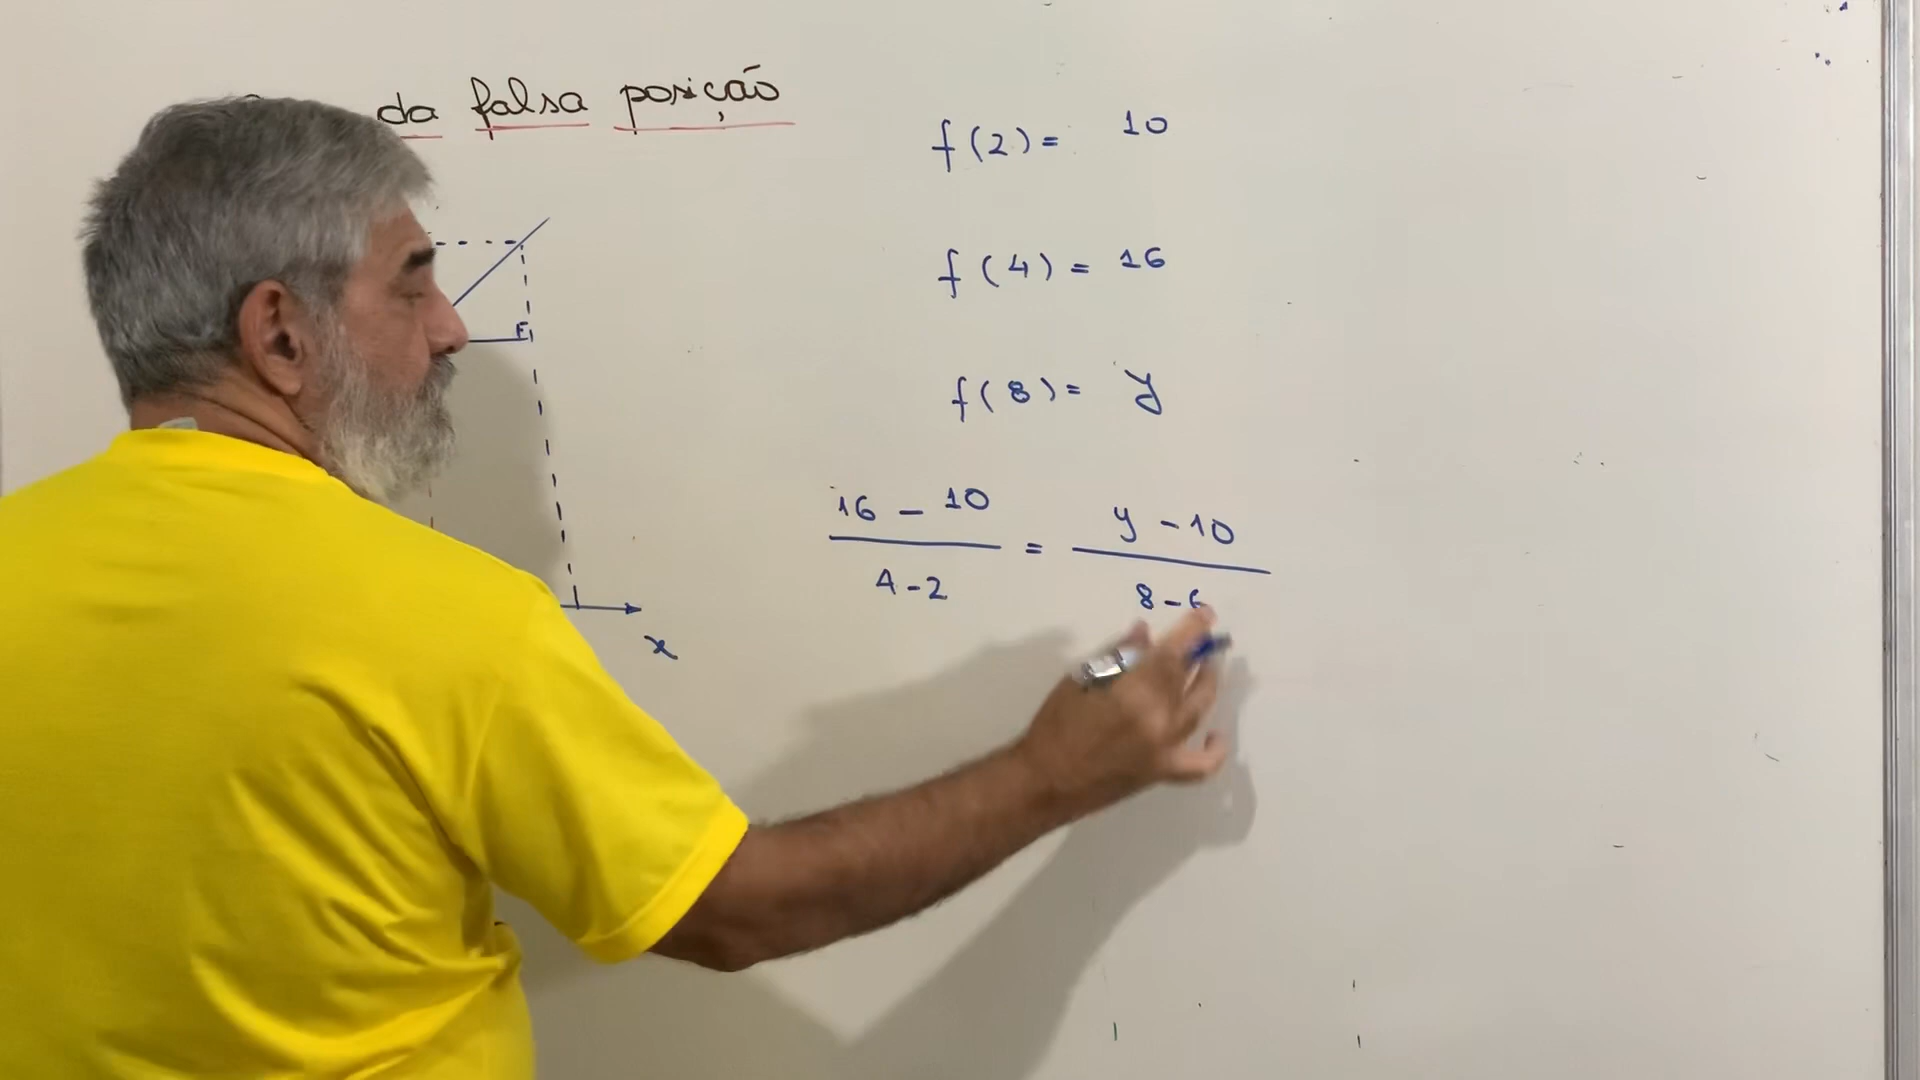 da falsa posição
f(2) = 10
f(4) = 16
f(8) = y
16 - 10 = y - 10
4 - 2 8 - 6
E
x